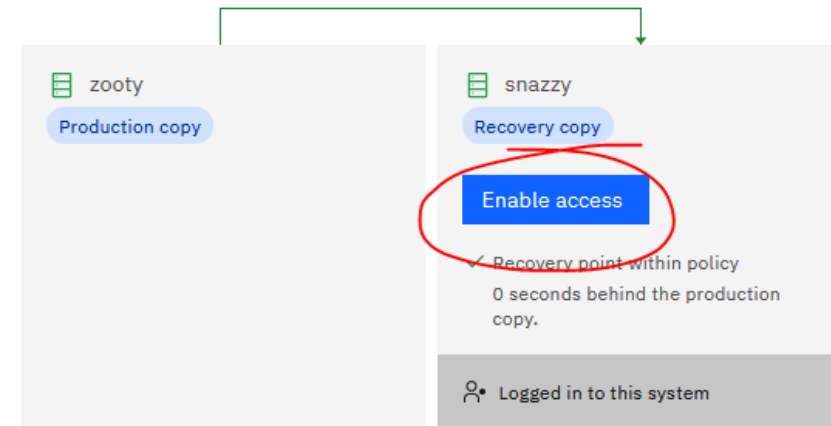 zooty
Production copy
snazzy
Recovery copy
Enable access
Recovery point within policy
0 seconds behind the production
copy.
Logged in to this system